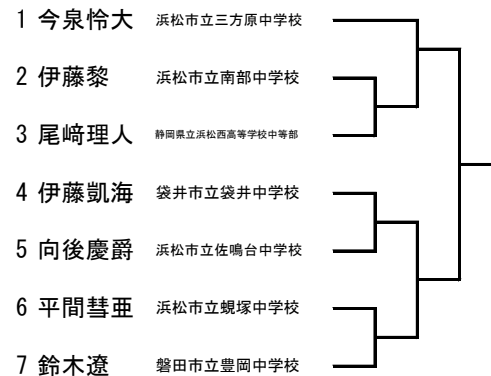 1 今泉怜大 浜松市立三方原中学校
2 伊藤黎 浜松市立南部中学校
3 尾﨑理人 静岡県立浜松西高等学校中等部
4 伊藤凱海 袋井市立袋井中学校
5 向後慶爵 浜松市立佐鳴台中学校
6 平間彗亜 浜松市立蜆塚中学校
7 鈴木遼 磐田市立豊岡中学校